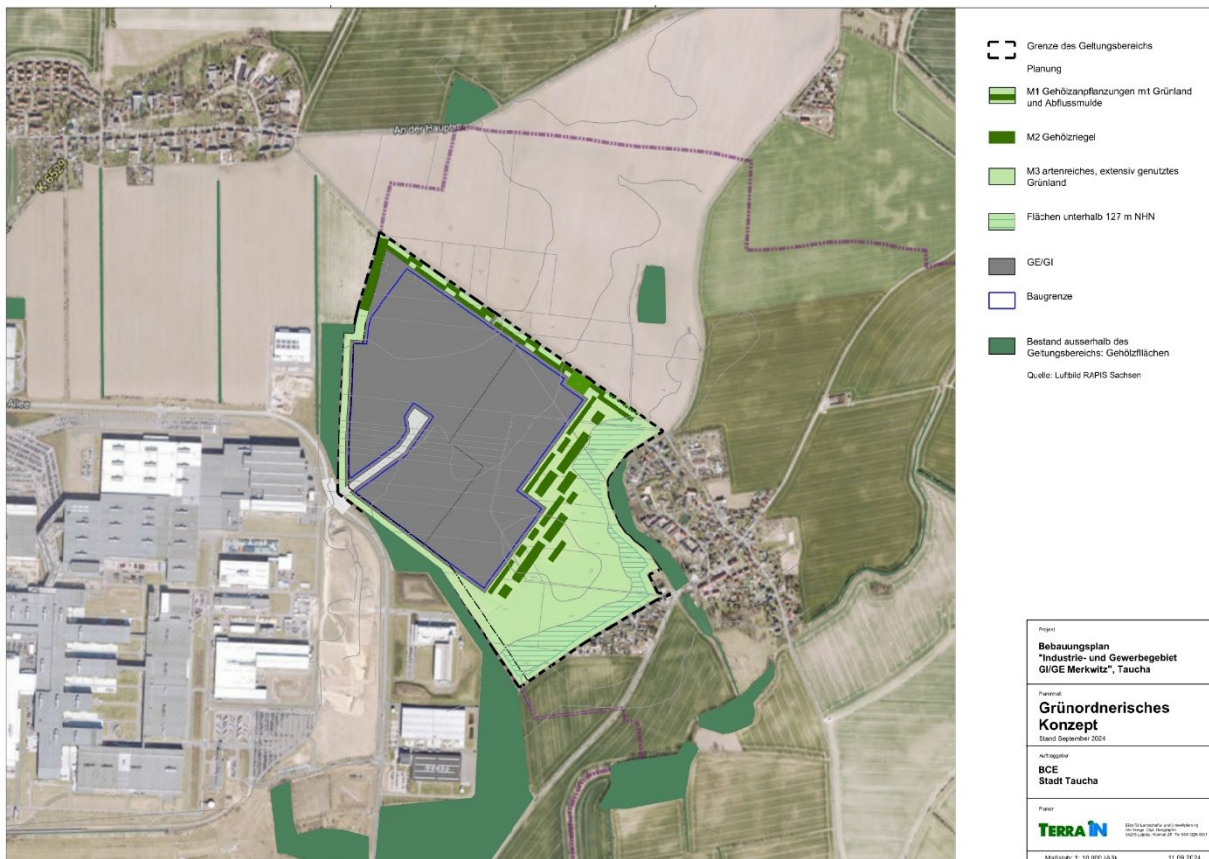 An der Haupts
K 6529
Allee
Grenze des Geltungsbereichs
Planung
M1 Gehölzanpflanzungen mit Grünland
und Abflussmulde
M2 Gehölzriegel
M3 artenreiches, extensiv genutztes
Grünland
Flächen unterhalb 127 m NHN
GE/GI
Baugrenze
Bestand ausserhalb des
Geltungsbereichs: Gehölzflächen
Quelle: Luftbild RAPIS Sachsen
Projekt
Bebauungsplan
"Industrie- und Gewerbegebiet
GI/GE Merkwitz", Taucha
Planinhalt
Grünordnerisches
Konzept
Stand September 2024
Auftraggeber
BCE
Stadt Taucha
Planer
TERRA IN
Maßstab: 1: 10.000 (A3) 11.09.2024